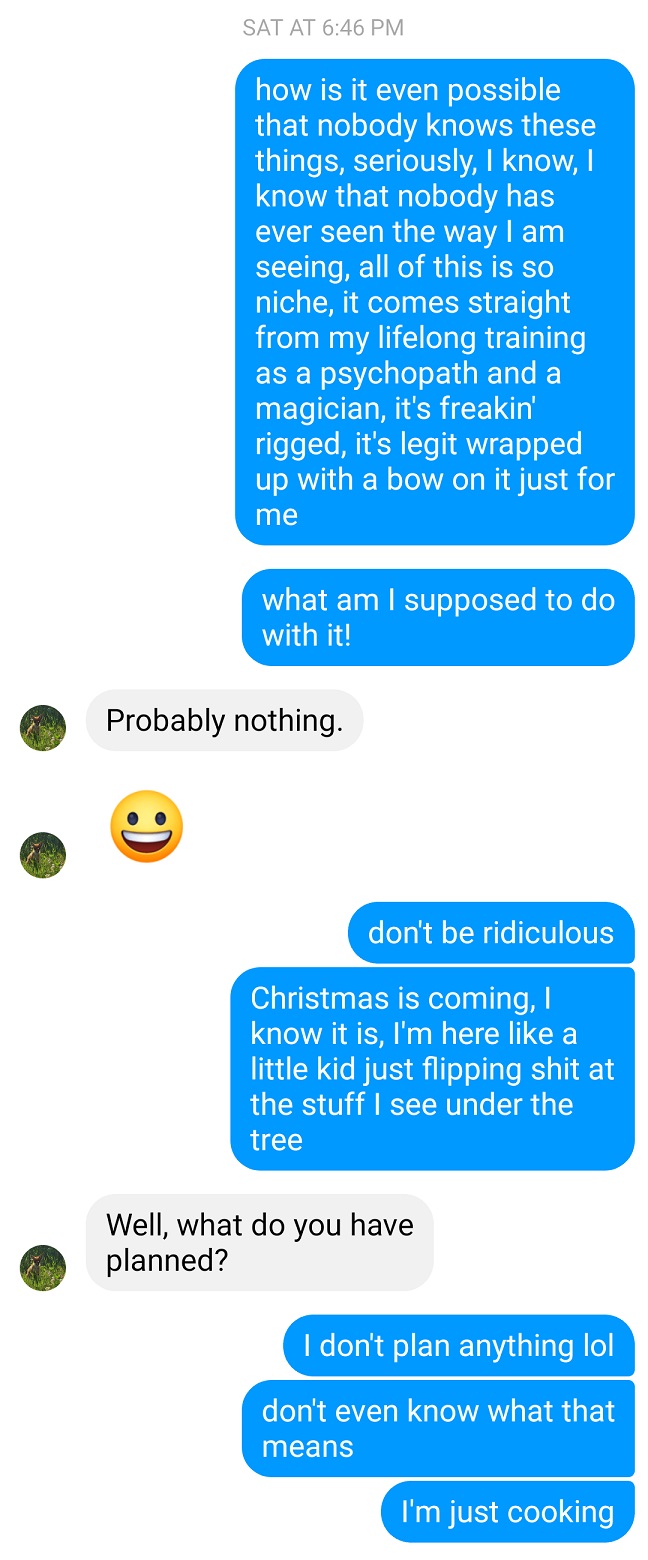 SAT AT 6:46 PM
how is it even possible
that nobody knows these
things, seriously, I know, I
know that nobody has
ever seen the way I am
seeing, all of this is so
niche, it comes straight
from my lifelong training
as a psychopath and a
magician, it's freakin'
rigged, it's legit wrapped
up with a bow on it just for
me
what am I supposed to do
with it!
Probably nothing.
don't be ridiculous
Christmas is coming, I
know it is, I'm here like a
little kid just flipping shit at
the stuff I see under the
tree
Well, what do you have
planned?
I don't plan anything lol
don't even know what that
means
I'm just cooking